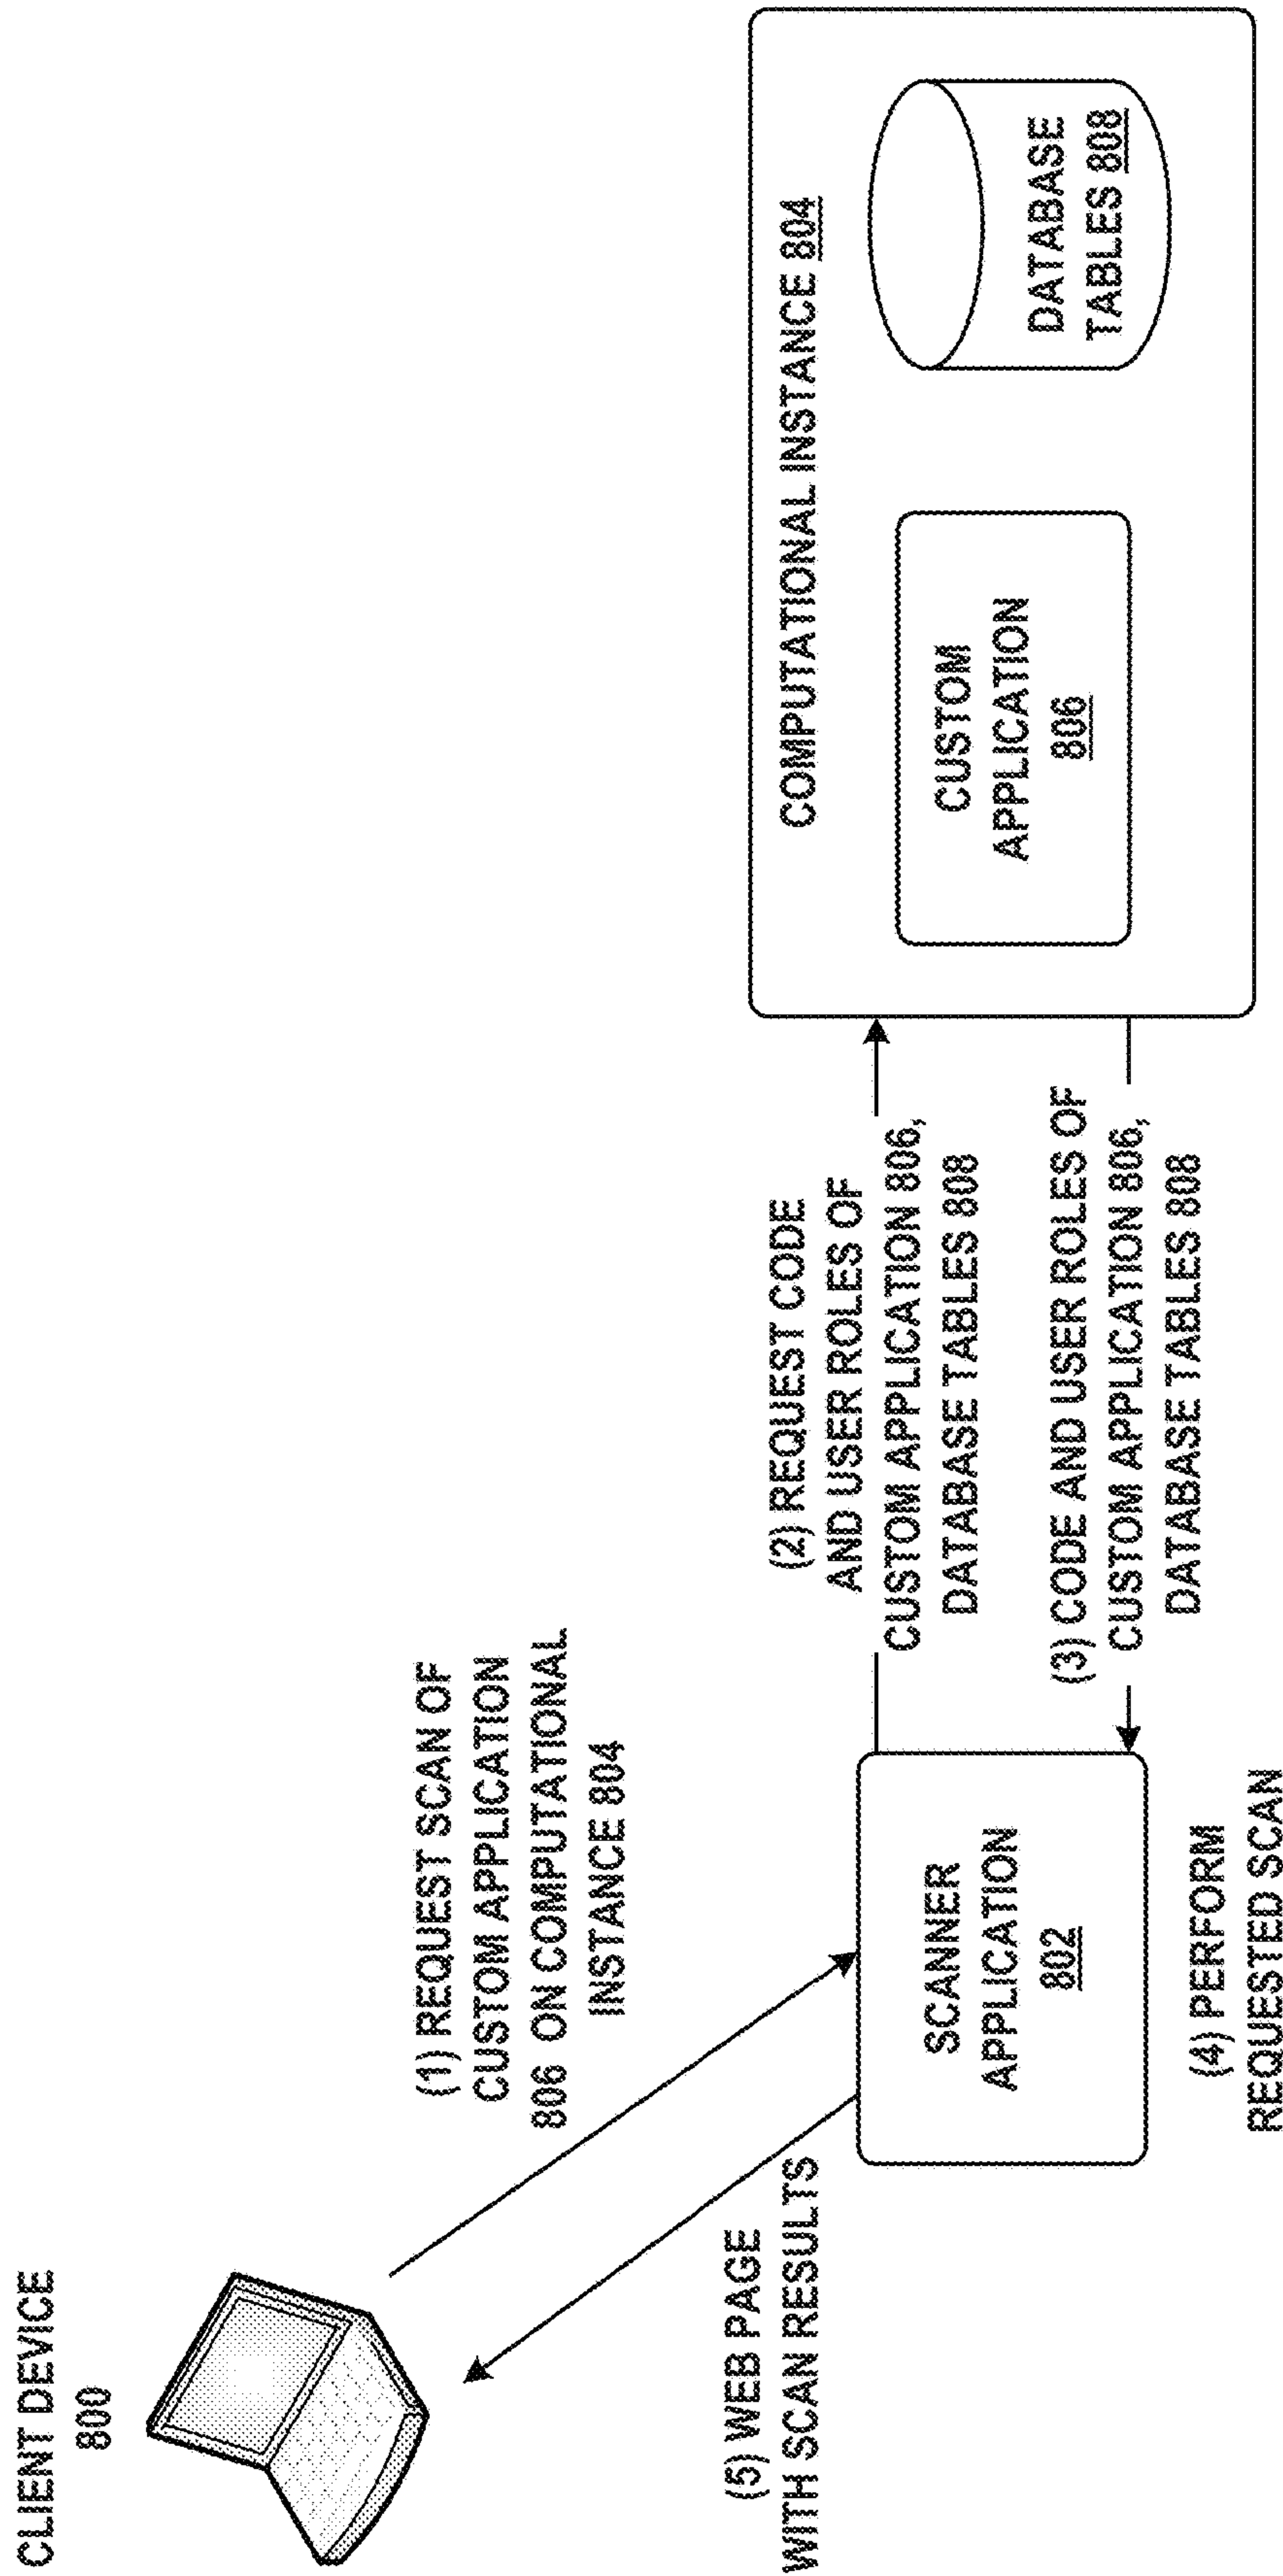 CLIENT DEVICE
800
(1) REQUEST SCAN OF
CUSTOM APPLICATION
806 ON COMPUTATIONAL
INSTANCE 804
(5) WEB PAGE
WITH SCAN RESULTS
SCANNER
APPLICATION
802
(4) PERFORM
REQUESTED SCAN
(2) REQUEST CODE
AND USER ROLES OF
CUSTOM APPLICATION 806,
DATABASE TABLES 808
(3) CODE AND USER ROLES OF
CUSTOM APPLICATION 806,
DATABASE TABLES 808
COMPUTATIONAL INSTANCE 804
CUSTOM
APPLICATION
806
DATABASE
TABLES 808